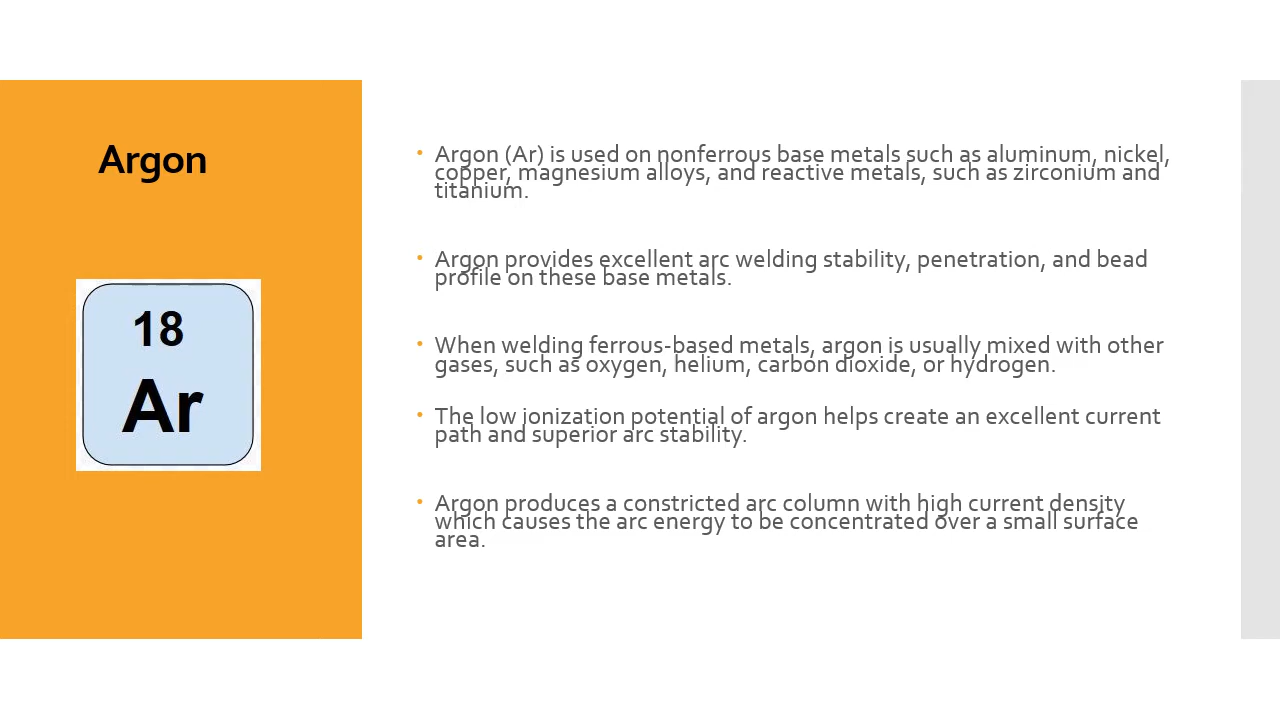 Argon
18
Ar
• Argon (Ar) is used on nonferrous base metals such as aluminum, nickel,
copper, magnesium alloys, and reactive metals, such as zirconium and
titanium.
• Argon provides excellent arc welding stability, penetration, and bead
profile on these base metals.
• When welding ferrous-based metals, argon is usually mixed with other
gases, such as oxygen, helium, carbon dioxide, or hydrogen.
• The low ionization potential of argon helps create an excellent current
path and superior arc stability.
• Argon produces a constricted arc column with high current density
which causes the arc energy to be concentrated over a small surface
area.